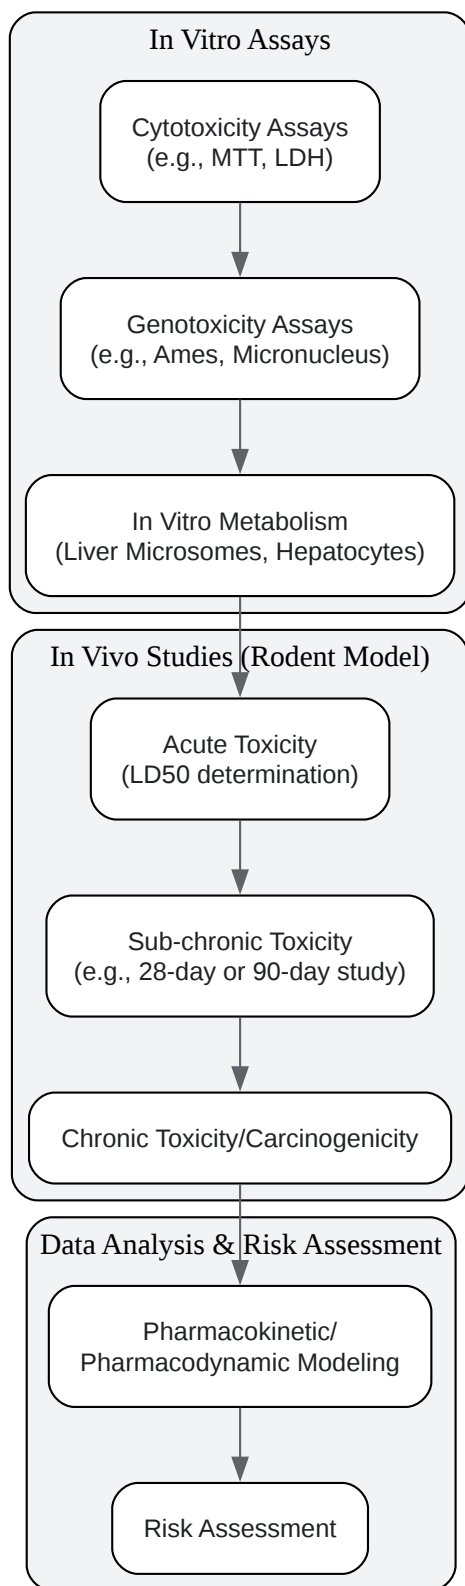 In Vitro Assays
Cytotoxicity Assays
(e.g., MTT, LDH)
Genotoxicity Assays
(e.g., Ames, Micronucleus)
In Vitro Metabolism
(Liver Microsomes, Hepatocytes)
In Vivo Studies (Rodent Model)
Acute Toxicity
(LD50 determination)
Sub-chronic Toxicity
(e.g., 28-day or 90-day study)
Chronic Toxicity/Carcinogenicity
Data Analysis & Risk Assessment
Pharmacokinetic/
Pharmacodynamic Modeling
Risk Assessment